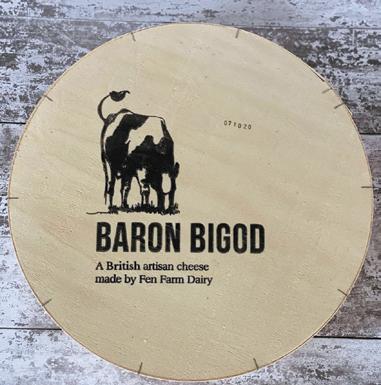 071020
BARON BIGOD
A British artisan cheese
made by Fen Farm Dairy